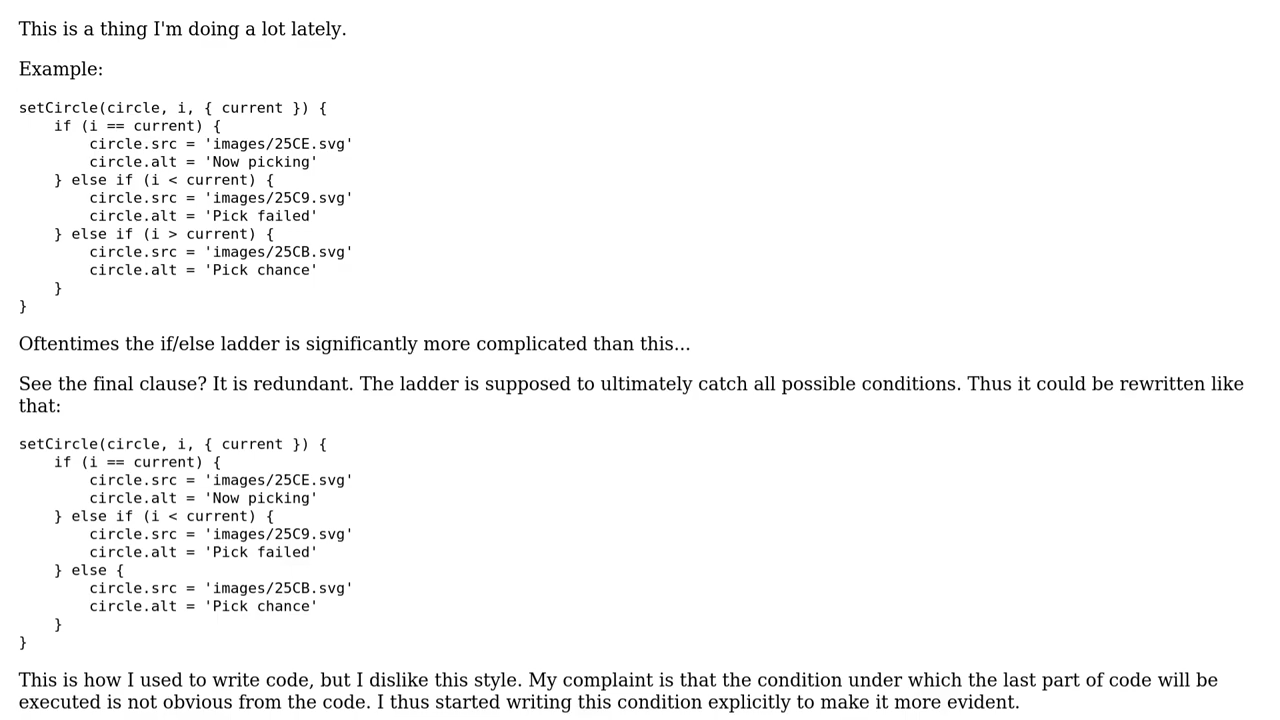 This is a thing I'm doing a lot lately.
Example:
setCircle(circle, i, { current }) {
    if (i == current) {
        circle.src = 'images/25CE.svg'
        circle.alt = 'Now picking'
    } else if (i < current) {
        circle.src = 'images/25C9.svg'
        circle.alt = 'Pick failed'
    } else if (i > current) {
        circle.src = 'images/25CB.svg'
        circle.alt = 'Pick chance'
    }
}
Oftentimes the if/else ladder is significantly more complicated than this...
See the final clause? It is redundant. The ladder is supposed to ultimately catch all possible conditions. Thus it could be rewritten like
that:
setCircle(circle, i, { current }) {
    if (i == current) {
        circle.src = 'images/25CE.svg'
        circle.alt = 'Now picking'
    } else if (i < current) {
        circle.src = 'images/25C9.svg'
        circle.alt = 'Pick failed'
    } else {
        circle.src = 'images/25CB.svg'
        circle.alt = 'Pick chance'
    }
}
This is how I used to write code, but I dislike this style. My complaint is that the condition under which the last part of code will be
executed is not obvious from the code. I thus started writing this condition explicitly to make it more evident.